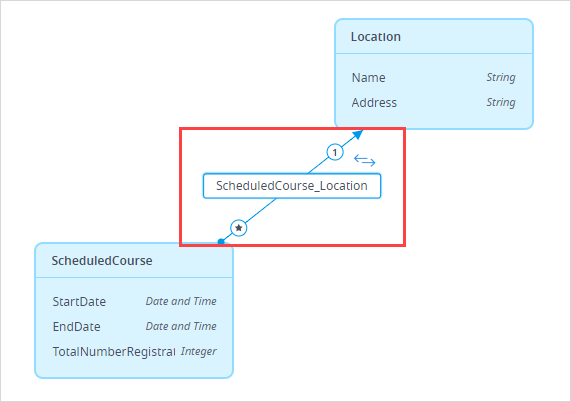 Location
Name String
Address String
1
ScheduledCourse_Location
ScheduledCourse
StartDate Date and Time
EndDate Date and Time
TotalNumberRegistrat Integer